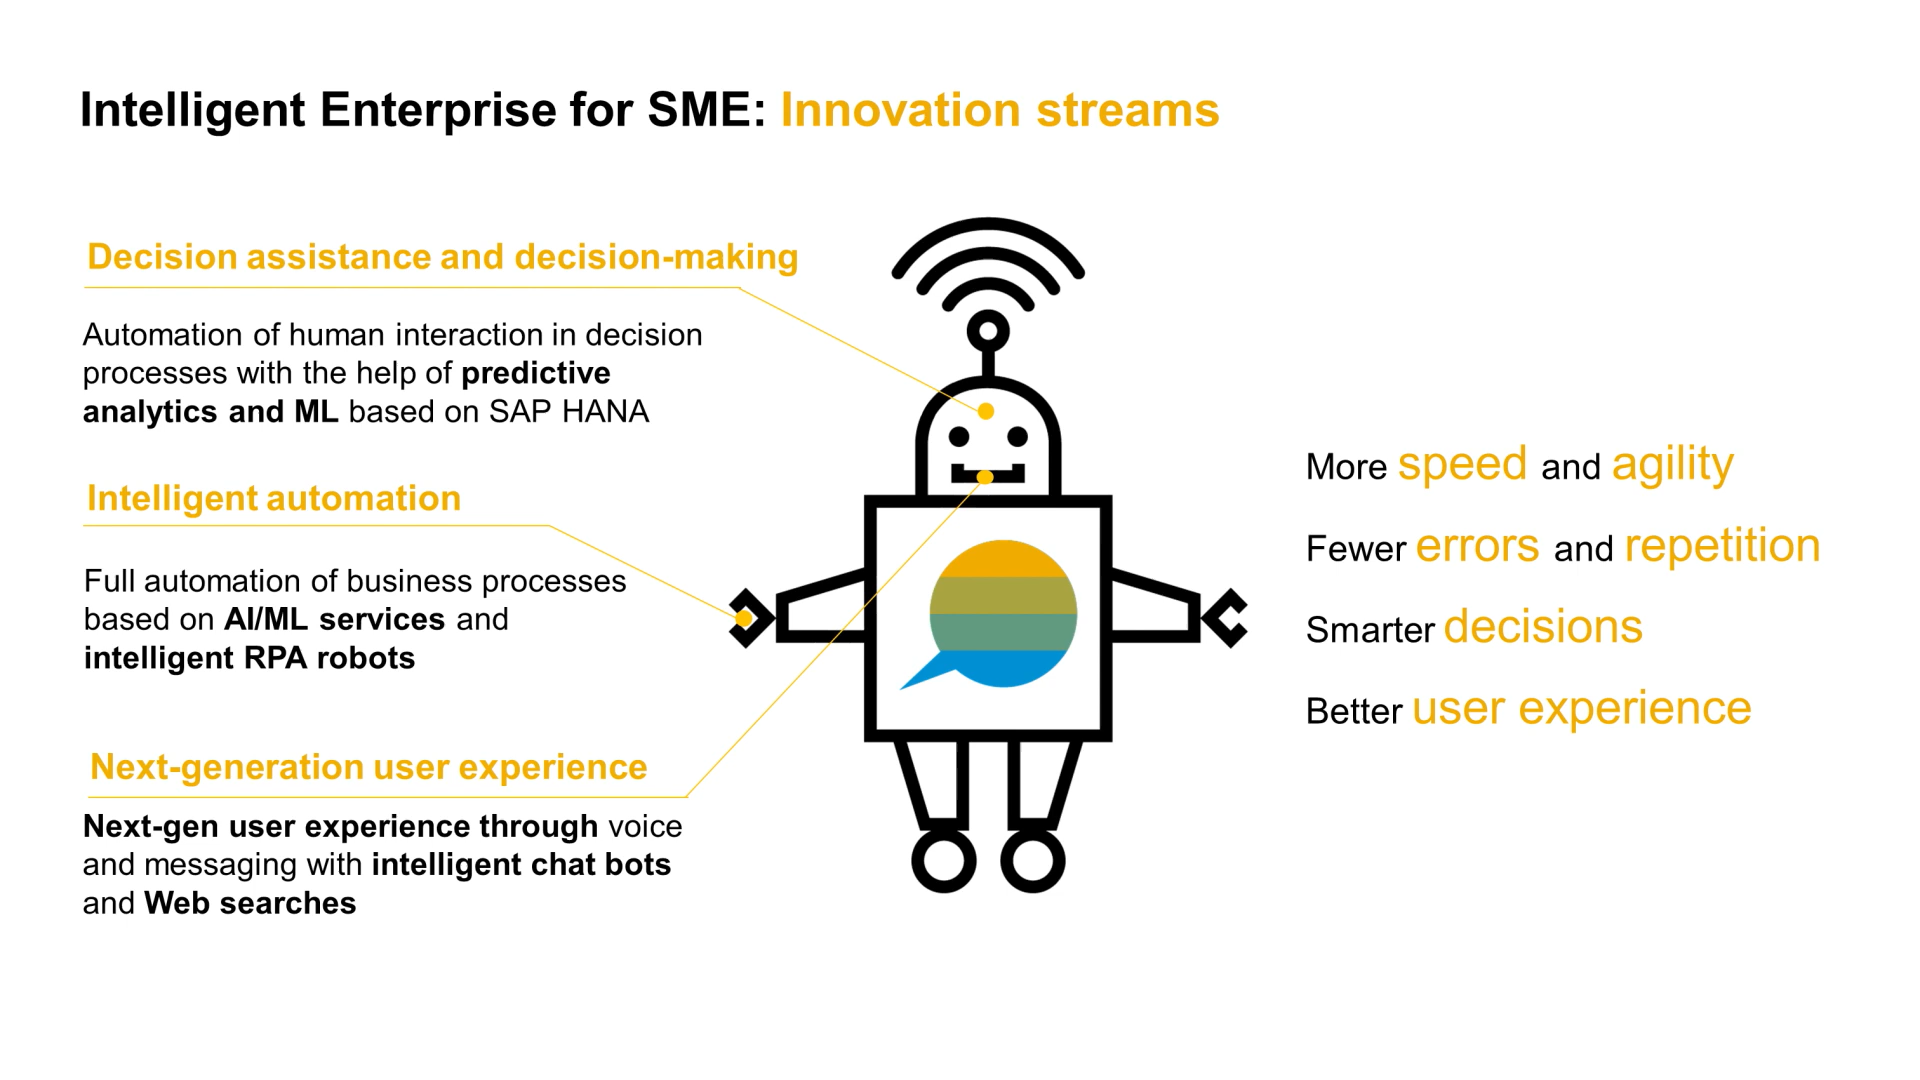 Intelligent Enterprise for SME: Innovation streams
Decision assistance and decision-making
Automation of human interaction in decision
processes with the help of predictive
analytics and ML based on SAP HANA
Intelligent automation
Full automation of business processes
based on AI/ML services and
intelligent RPA robots
Next-generation user experience
Next-gen user experience through voice
and messaging with intelligent chat bots
and Web searches
More speed and agility
Fewer errors and repetition
Smarter decisions
Better user experience